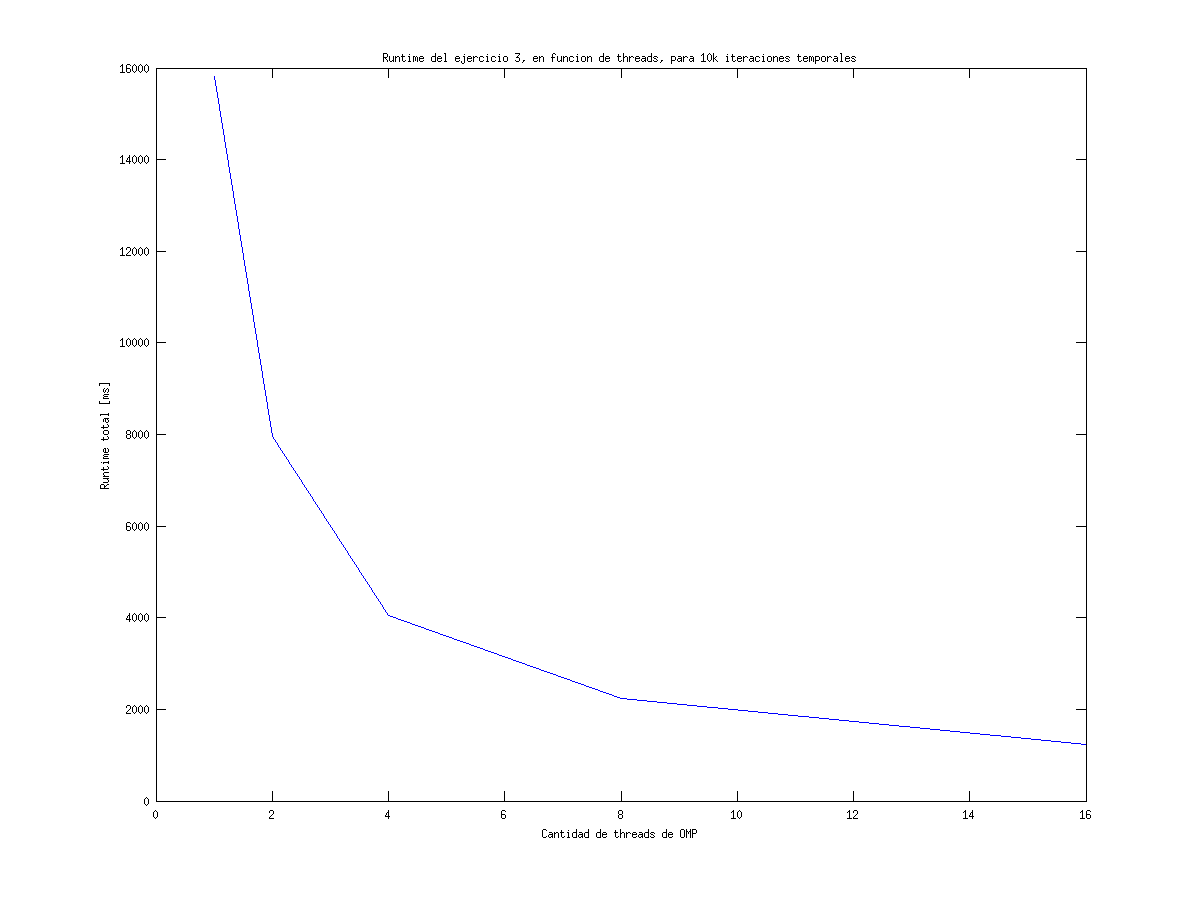 Runtime del ejercicio 3, en funcion de threads, para 10k iteraciones temporales
16000
14000
12000
10000
8000
6000
4000
2000
0
Runtime total [ms]
0 2 4 6 8 10 12 14 16
Cantidad de threads de OMP